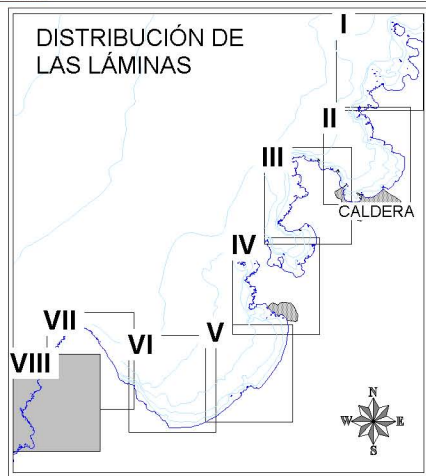 DISTRIBUCIÓN DE
LAS LÁMINAS
I
II
III
CALDERA
IV
VII
VI
V
VIII
N
W
E
S